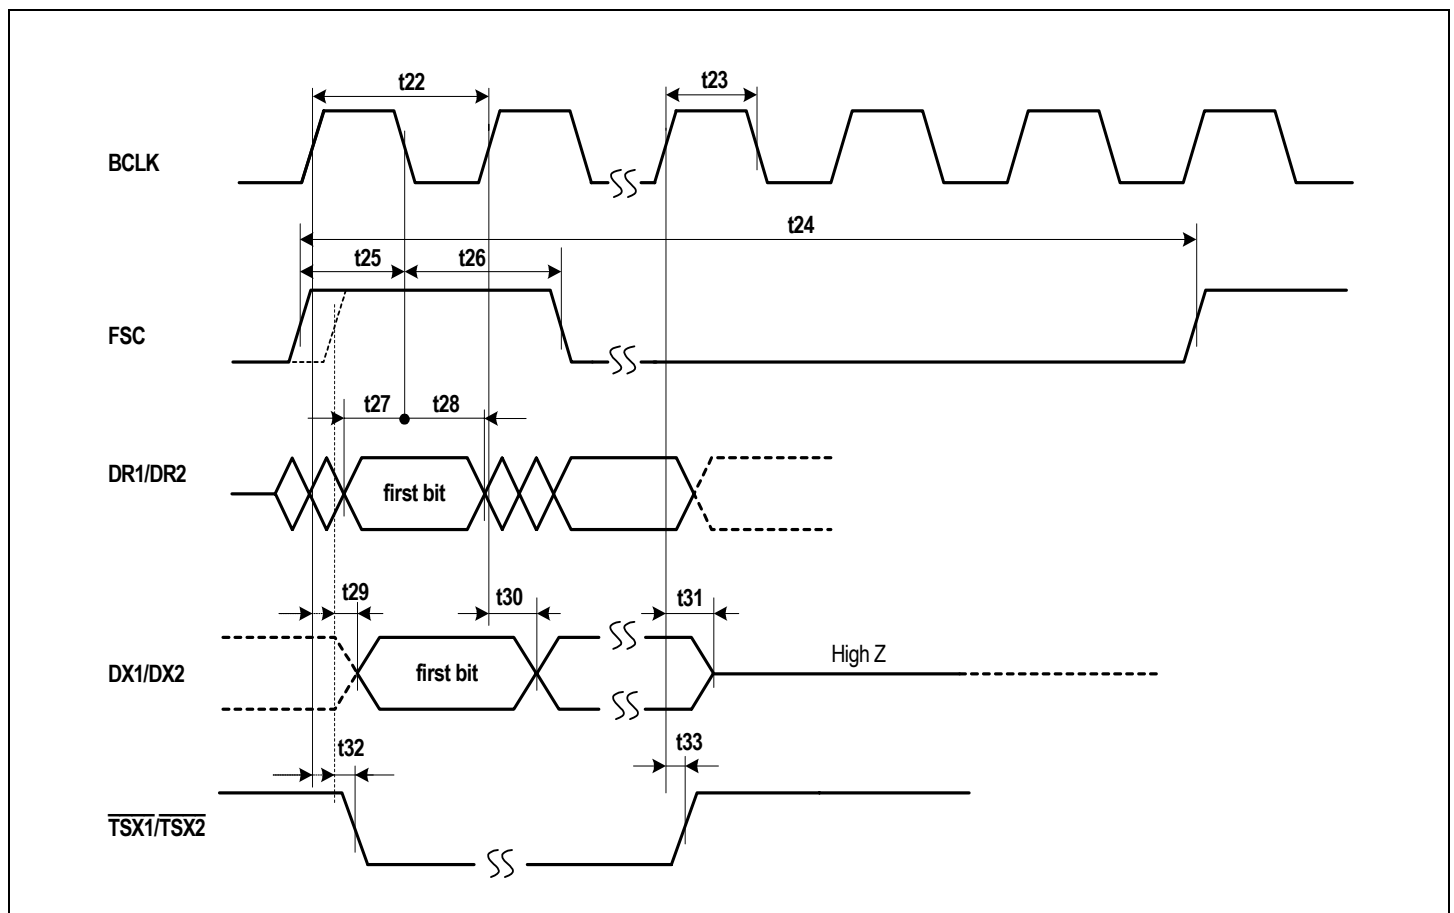 t22
t23
BCLK
t24
t25
t26
FSC
t27
t28
DR1/DR2
first bit
t29
t30
t31
DX1/DX2
first bit
High Z
t32
t33
TSX1/TSX2